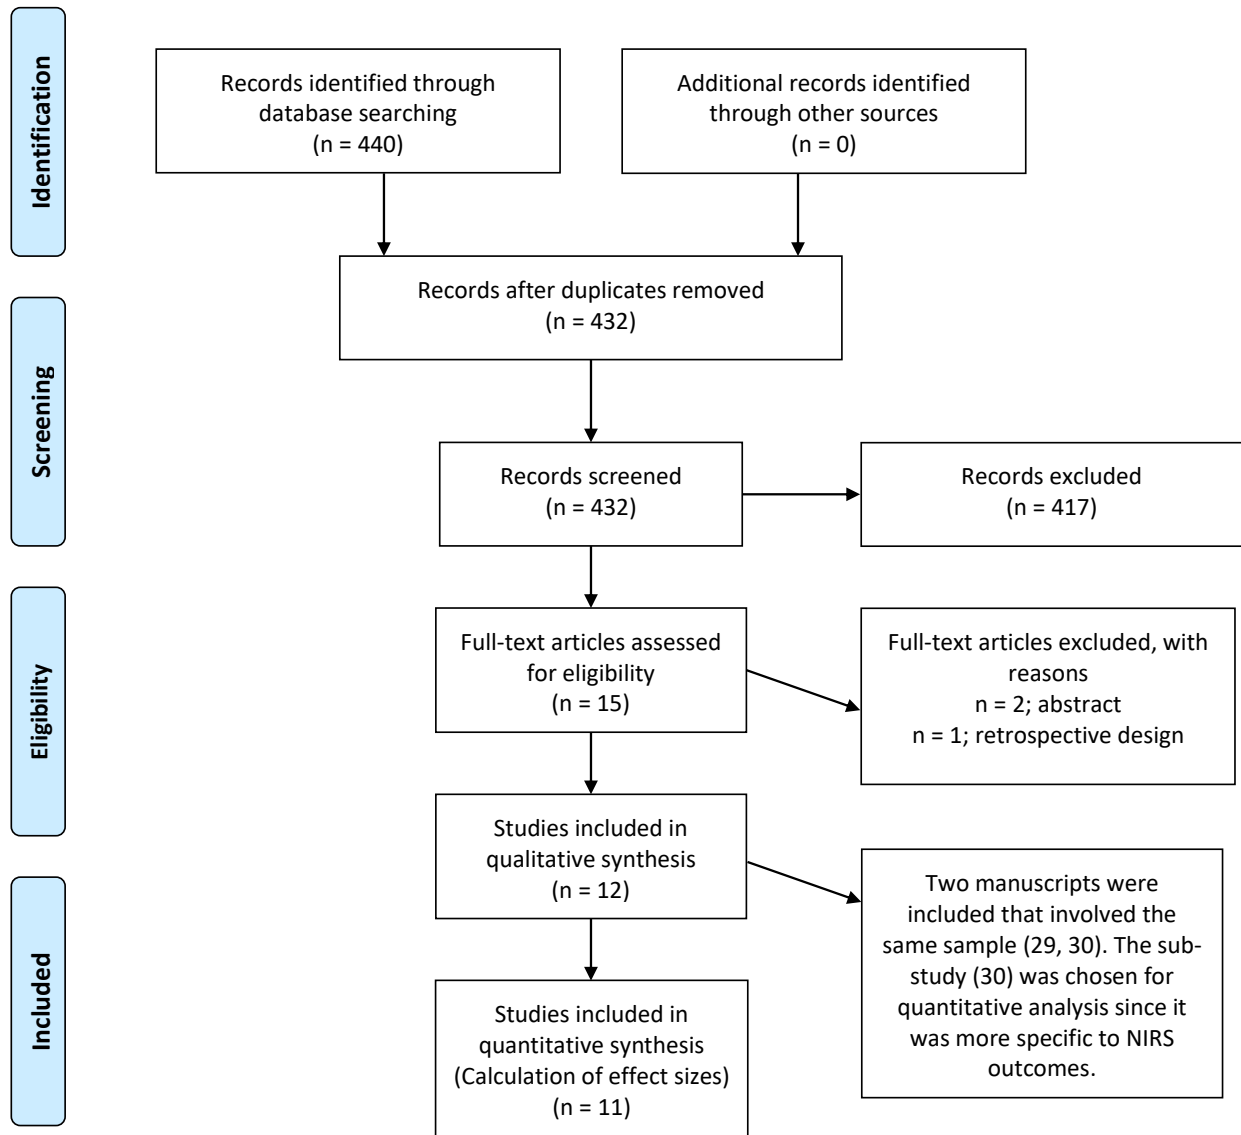 Identification
Records identified through
database searching
(n = 440)
Additional records identified
through other sources
(n = 0)
Records after duplicates removed
(n = 432)
Screening
Records screened
(n = 432)
Records excluded
(n = 417)
Eligibility
Full-text articles assessed
for eligibility
(n = 15)
Full-text articles excluded, with
reasons
n = 2; abstract
n = 1; retrospective design
Studies included in
qualitative synthesis
(n = 12)
Included
Two manuscripts were
included that involved the
same sample (29, 30). The sub-
study (30) was chosen for
quantitative analysis since it
was more specific to NIRS
outcomes.
Studies included in
quantitative synthesis
(Calculation of effect sizes)
(n = 11)